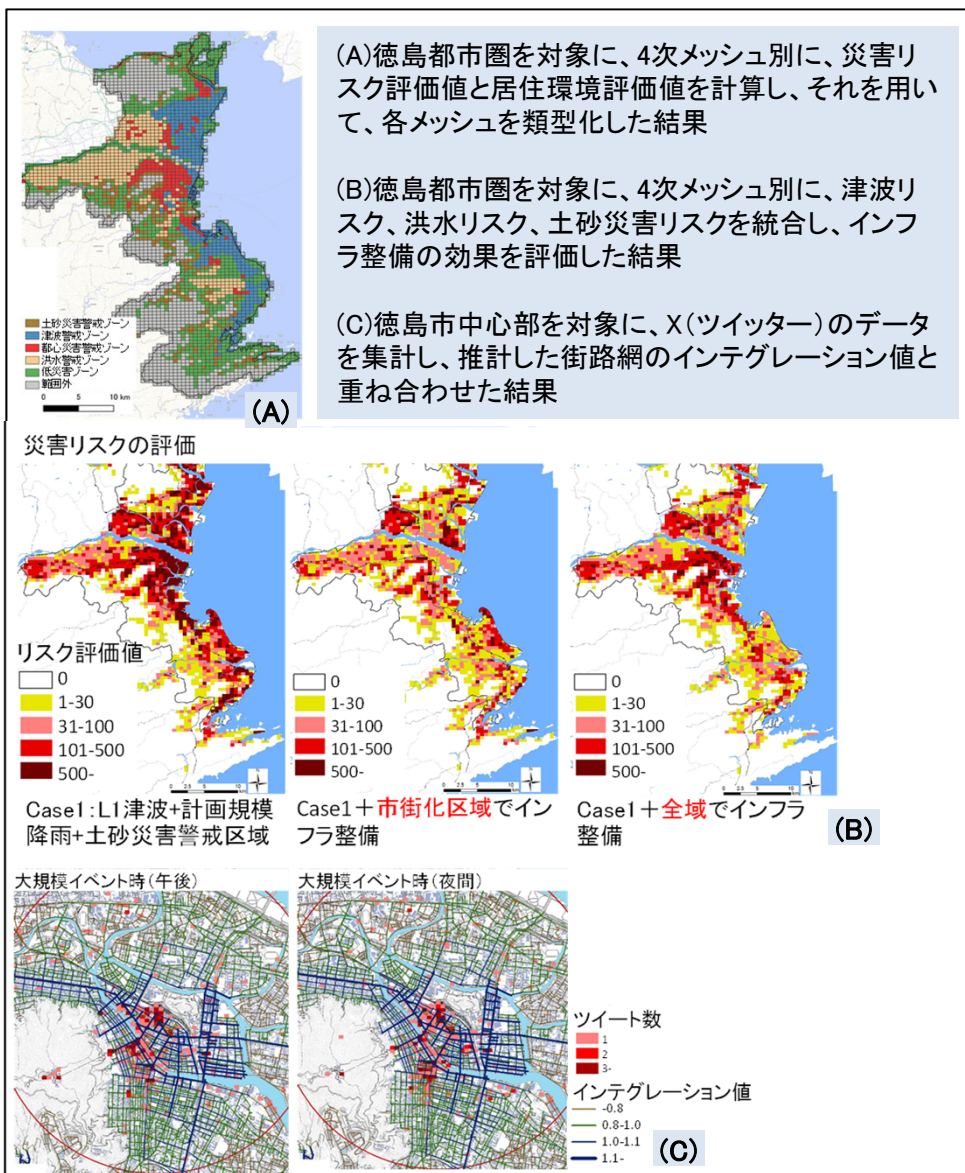 土砂災害警戒ゾーン
津波警戒ゾーン
都心災害警戒ゾーン
洪水警戒ゾーン
低災害ゾーン
範囲外
0 5 10 km
(A)
(A)徳島都市圏を対象に、4次メッシュ別に、災害リ
スク評価値と居住環境評価値を計算し、それを用い
て、各メッシュを類型化した結果
(B)徳島都市圏を対象に、4次メッシュ別に、津波リ
スク、洪水リスク、土砂災害リスクを統合し、インフ
ラ整備の効果を評価した結果
(C)徳島市中心部を対象に、X(ツイッター)のデータ
を集計し、推計した街路網のインテグレーション値と
重ね合わせた結果
災害リスクの評価
リスク評価値
0
1-30
31-100
101-500
500-
Case1:L1津波+計画規模
降雨+土砂災害警戒区域
0
1-30
31-100
101-500
500-
Case1+市街化区域でイン
フラ整備
0
1-30
31-100
101-500
500-
Case1+全域でインフラ
整備
(B)
大規模イベント時(午後)
大規模イベント時(夜間)
ツイート数
1
2
3-
インテグレーション値
-0.8
0.8-1.0
1.0-1.1
1.1-
(C)